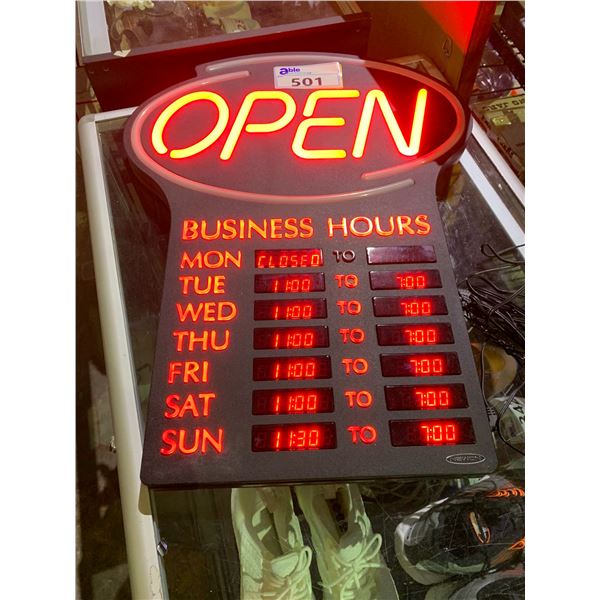 able
501
OPEN
BUSINESS HOURS
MON CLOSED TO
TUE 11:00 TO 7:00
WED 11:00 TO 7:00
THU 11:00 TO 7:00
FRI 11:00 TO 7:00
SAT 11:00 TO 7:00
SUN 11:30 TO 7:00